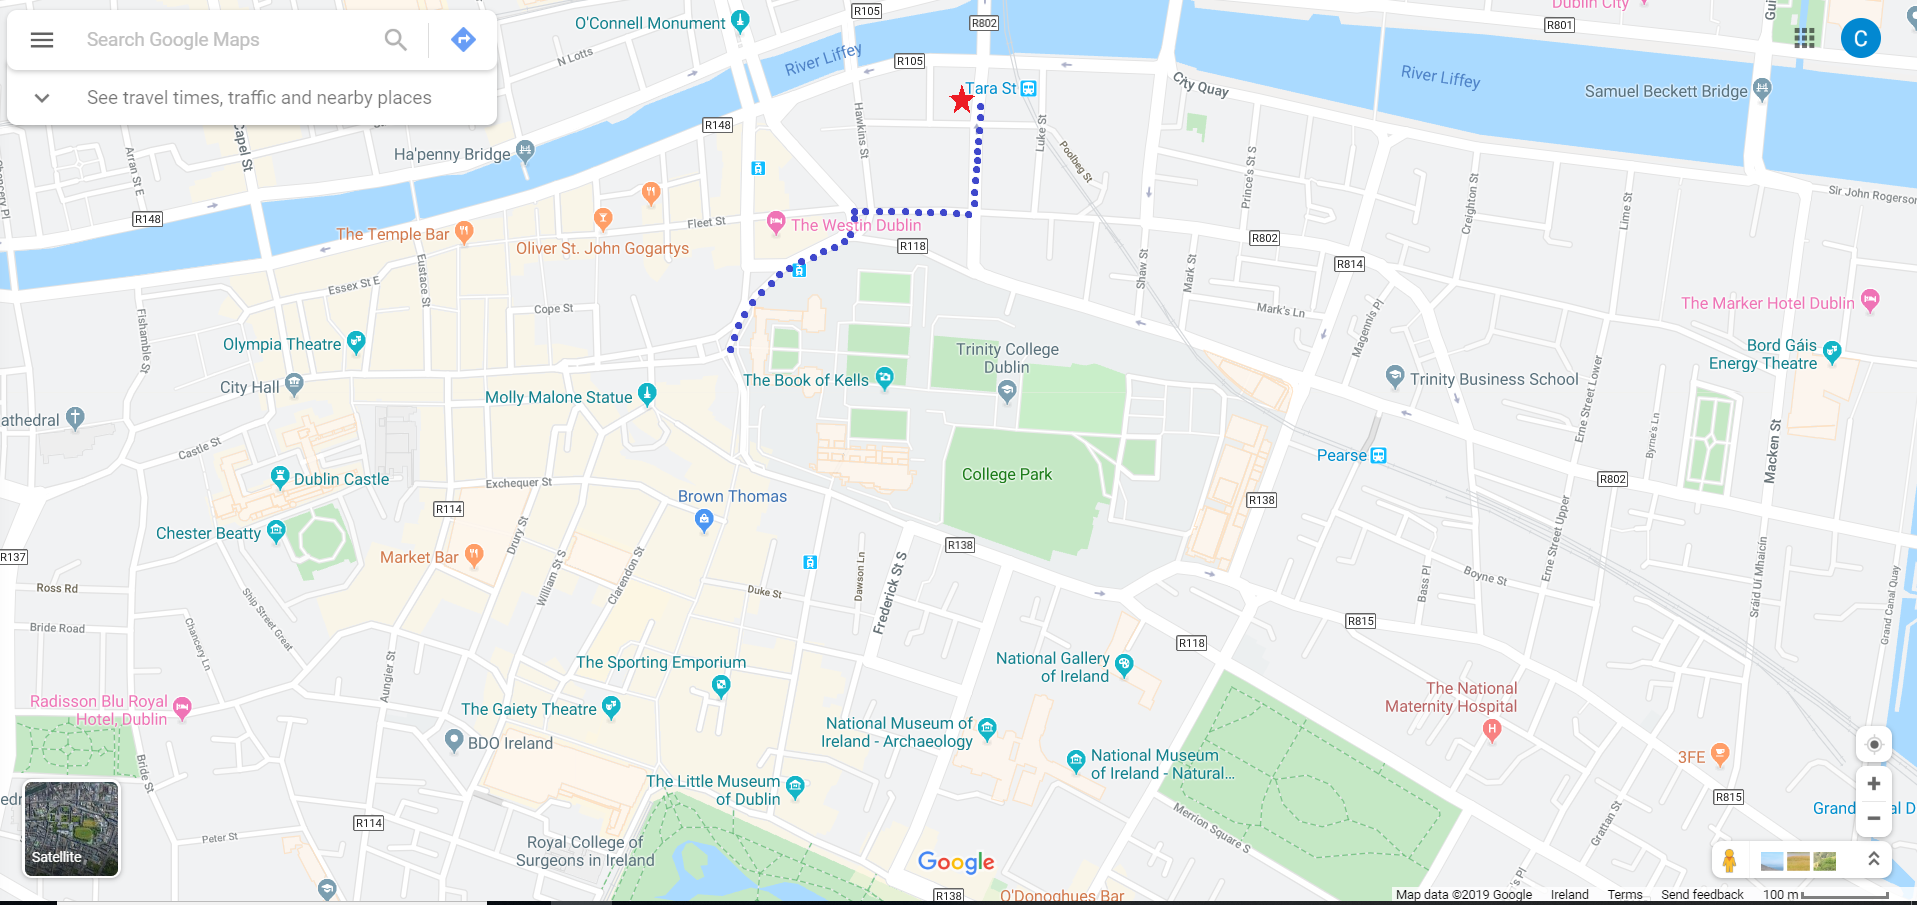 Search Google Maps
See travel times, traffic and nearby places
O'Connell Monument
R105
R802
Dublin City
R801
C
N Lotts
River Liffey
R105
River Liffey
City Quay
Tara St
Samuel Beckett Bridge
Capel St
R148
Hawkins St
Luke St
Poolbeg St
Arran St E
Ha'penny Bridge
Prince's St S
Creighton St
Lime St
Sir John Rogerson
R148
Fleet St
The Temple Bar
Oliver St. John Gogartys
The Westin Dublin
R118
R802
R814
Essex St E
Eustace St
Shaw St
Mark St
Cope St
Mark's Ln
Magennis Pl
The Marker Hotel Dublin
Fishamble St
Olympia Theatre
Trinity College
Dublin
Bord Gáis
Energy Theatre
City Hall
The Book of Kells
Trinity Business School
Erne Street Lower
Molly Malone Statue
athedral
Castle St
Byrne's Ln
Macken St
Dublin Castle
Exchequer St
College Park
Pearse
R802
R114
Brown Thomas
R138
Chester Beatty
Drury St
Erne Street Upper
R137
Market Bar
William St S
Clarendon St
R138
Dawson Ln
Frederick St S
Duke St
Boyne St
Bass Pl
Sráid Uí Mhaicín
Grand Canal Quay
Ross Rd
Ship Street Great
Bride Road
Chancery Ln
R815
R118
Aungier St
The Sporting Emporium
National Gallery
of Ireland
Radisson Blu Royal
Hotel, Dublin
The Gaiety Theatre
The National
Maternity Hospital
H
BDO Ireland
National Museum of
Ireland - Archaeology
National Museum
of Ireland - Natural...
3FE
Bride St
The Little Museum
of Dublin
R815
Merrion Square S
Grattan St
R114
Peter St
Royal College of
Surgeons in Ireland
Satellite
Google
R138
O'Donoghues Bar
Map data ©2019 Google
Ireland
Terms
Send feedback
100 m